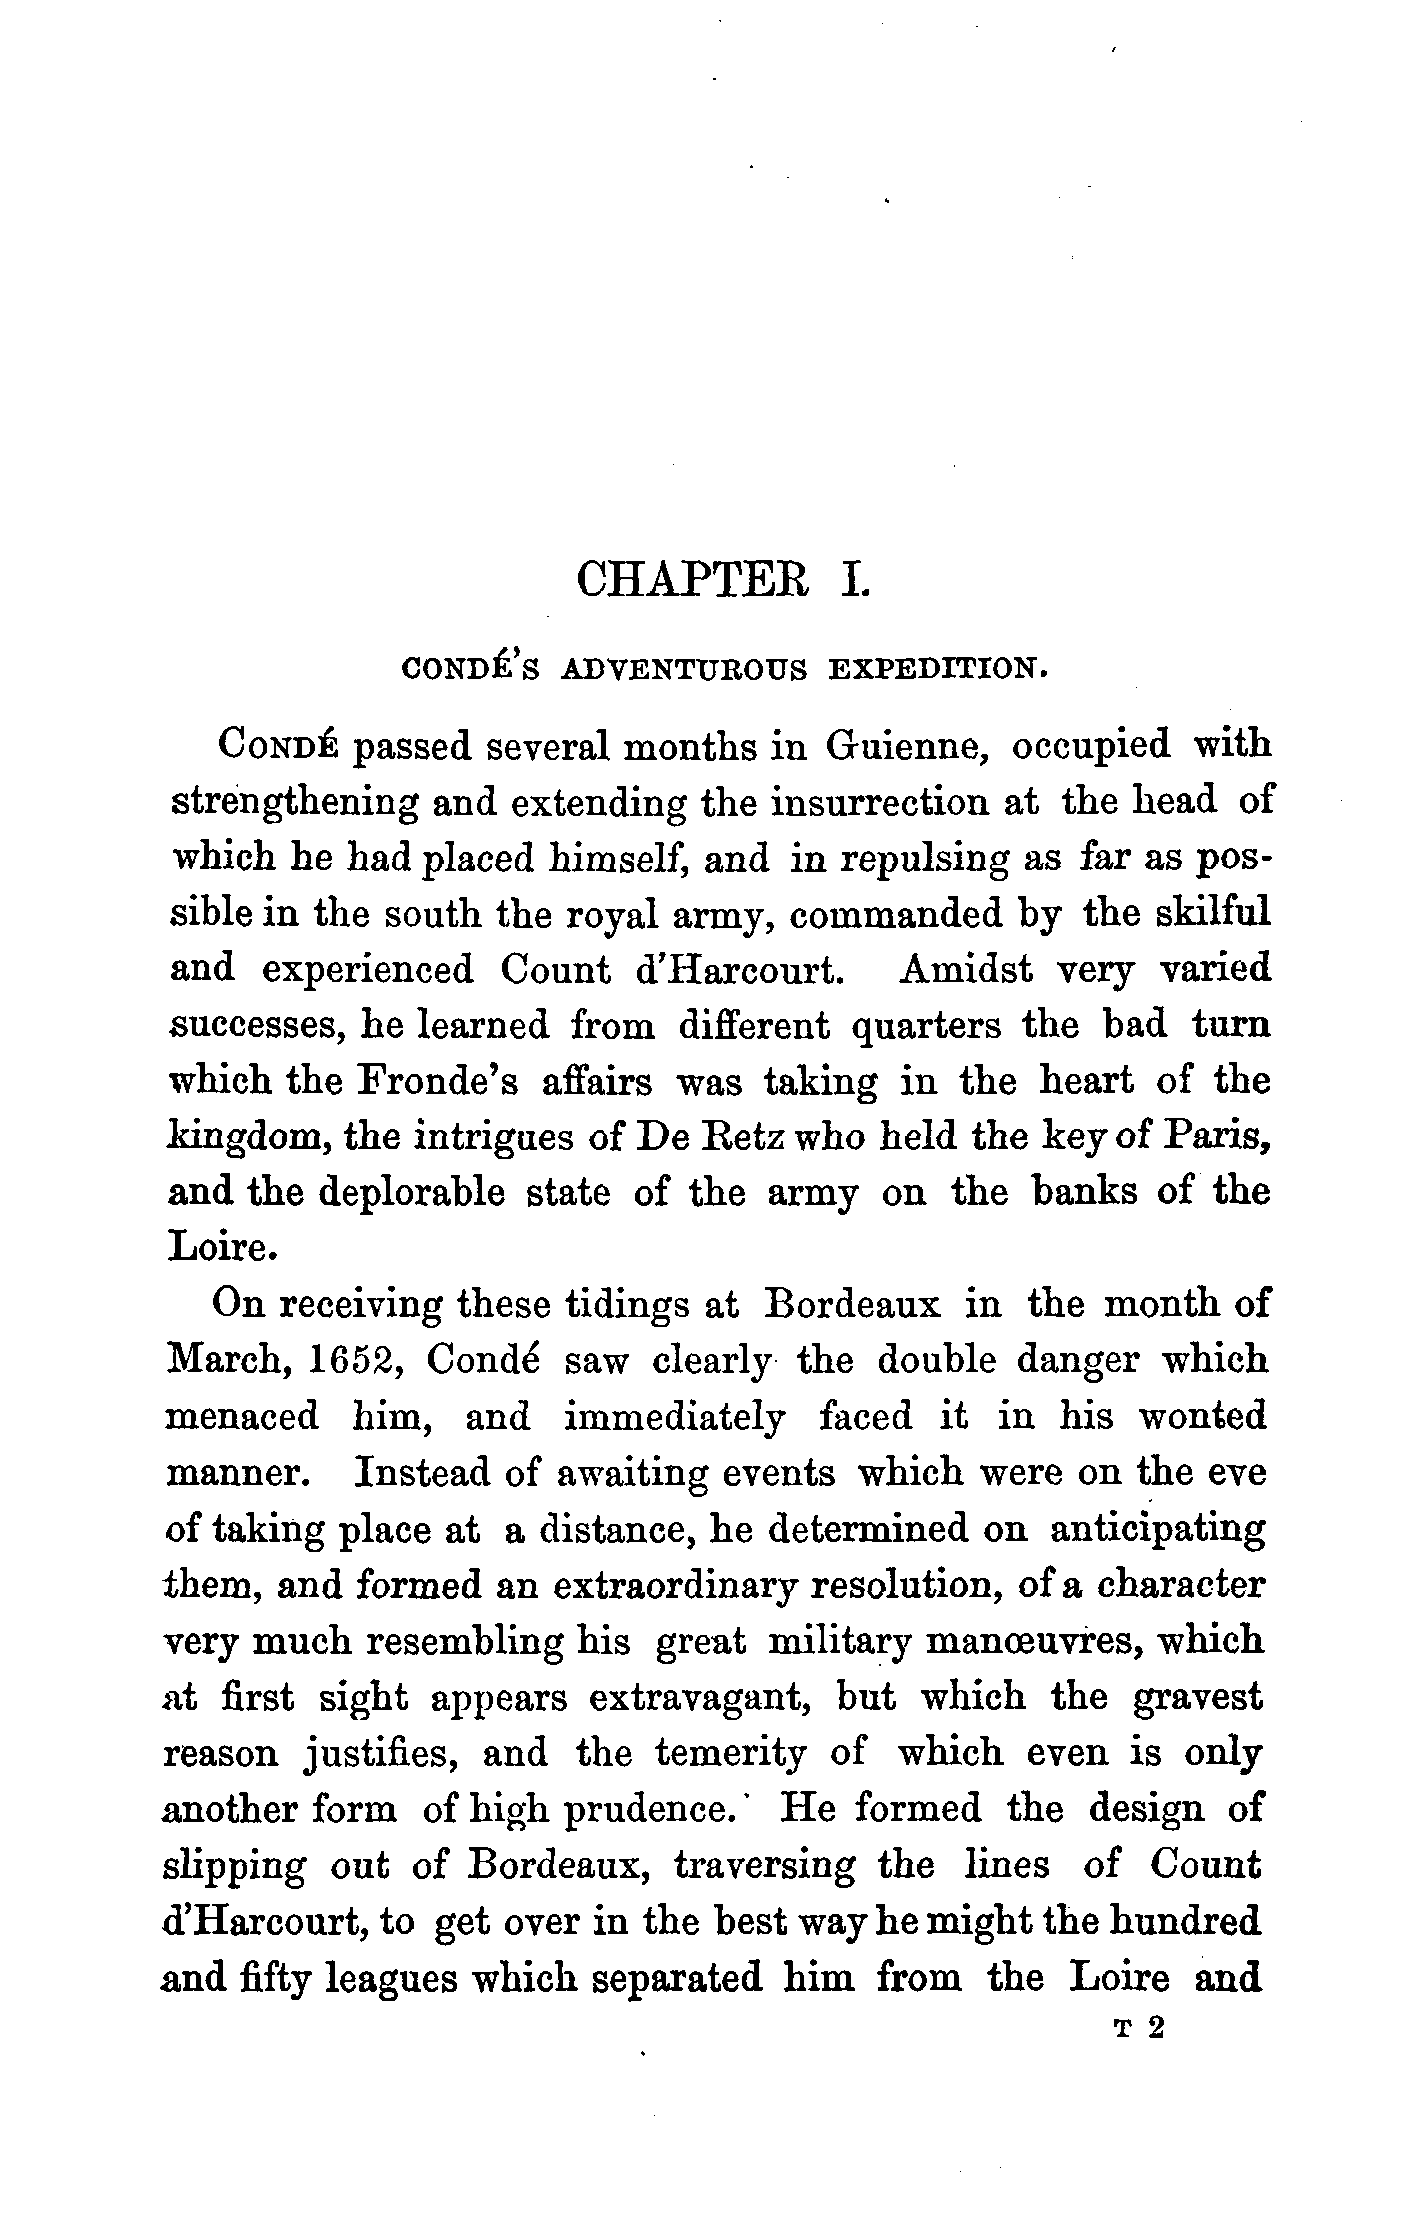 CHAPTER I.
CONDÉ'S ADVENTUROUS EXPEDITION.
CONDÉ passed several months in Guienne, occupied with
strengthening and extending the insurrection at the head of
which he had placed himself, and in repulsing as far as pos-
sible in the south the royal army, commanded by the skilful
and experienced Count d'Harcourt. Amidst very varied
successes, he learned from different quarters the bad turn
which the Fronde's affairs was taking in the heart of the
kingdom, the intrigues of De Retz who held the key of Paris,
and the deplorable state of the army on the banks of the
Loire.
On receiving these tidings at Bordeaux in the month of
March, 1652, Condé saw clearly the double danger which
menaced him, and immediately faced it in his wonted
manner. Instead of awaiting events which were on the eve
of taking place at a distance, he determined on anticipating
them, and formed an extraordinary resolution, of a character
very much resembling his great military manœuvres, which
at first sight appears extravagant, but which the gravest
reason justifies, and the temerity of which even is only
another form of high prudence. He formed the design of
slipping out of Bordeaux, traversing the lines of Count
d'Harcourt, to get over in the best way he might the hundred
and fifty leagues which separated him from the Loire and
T 2